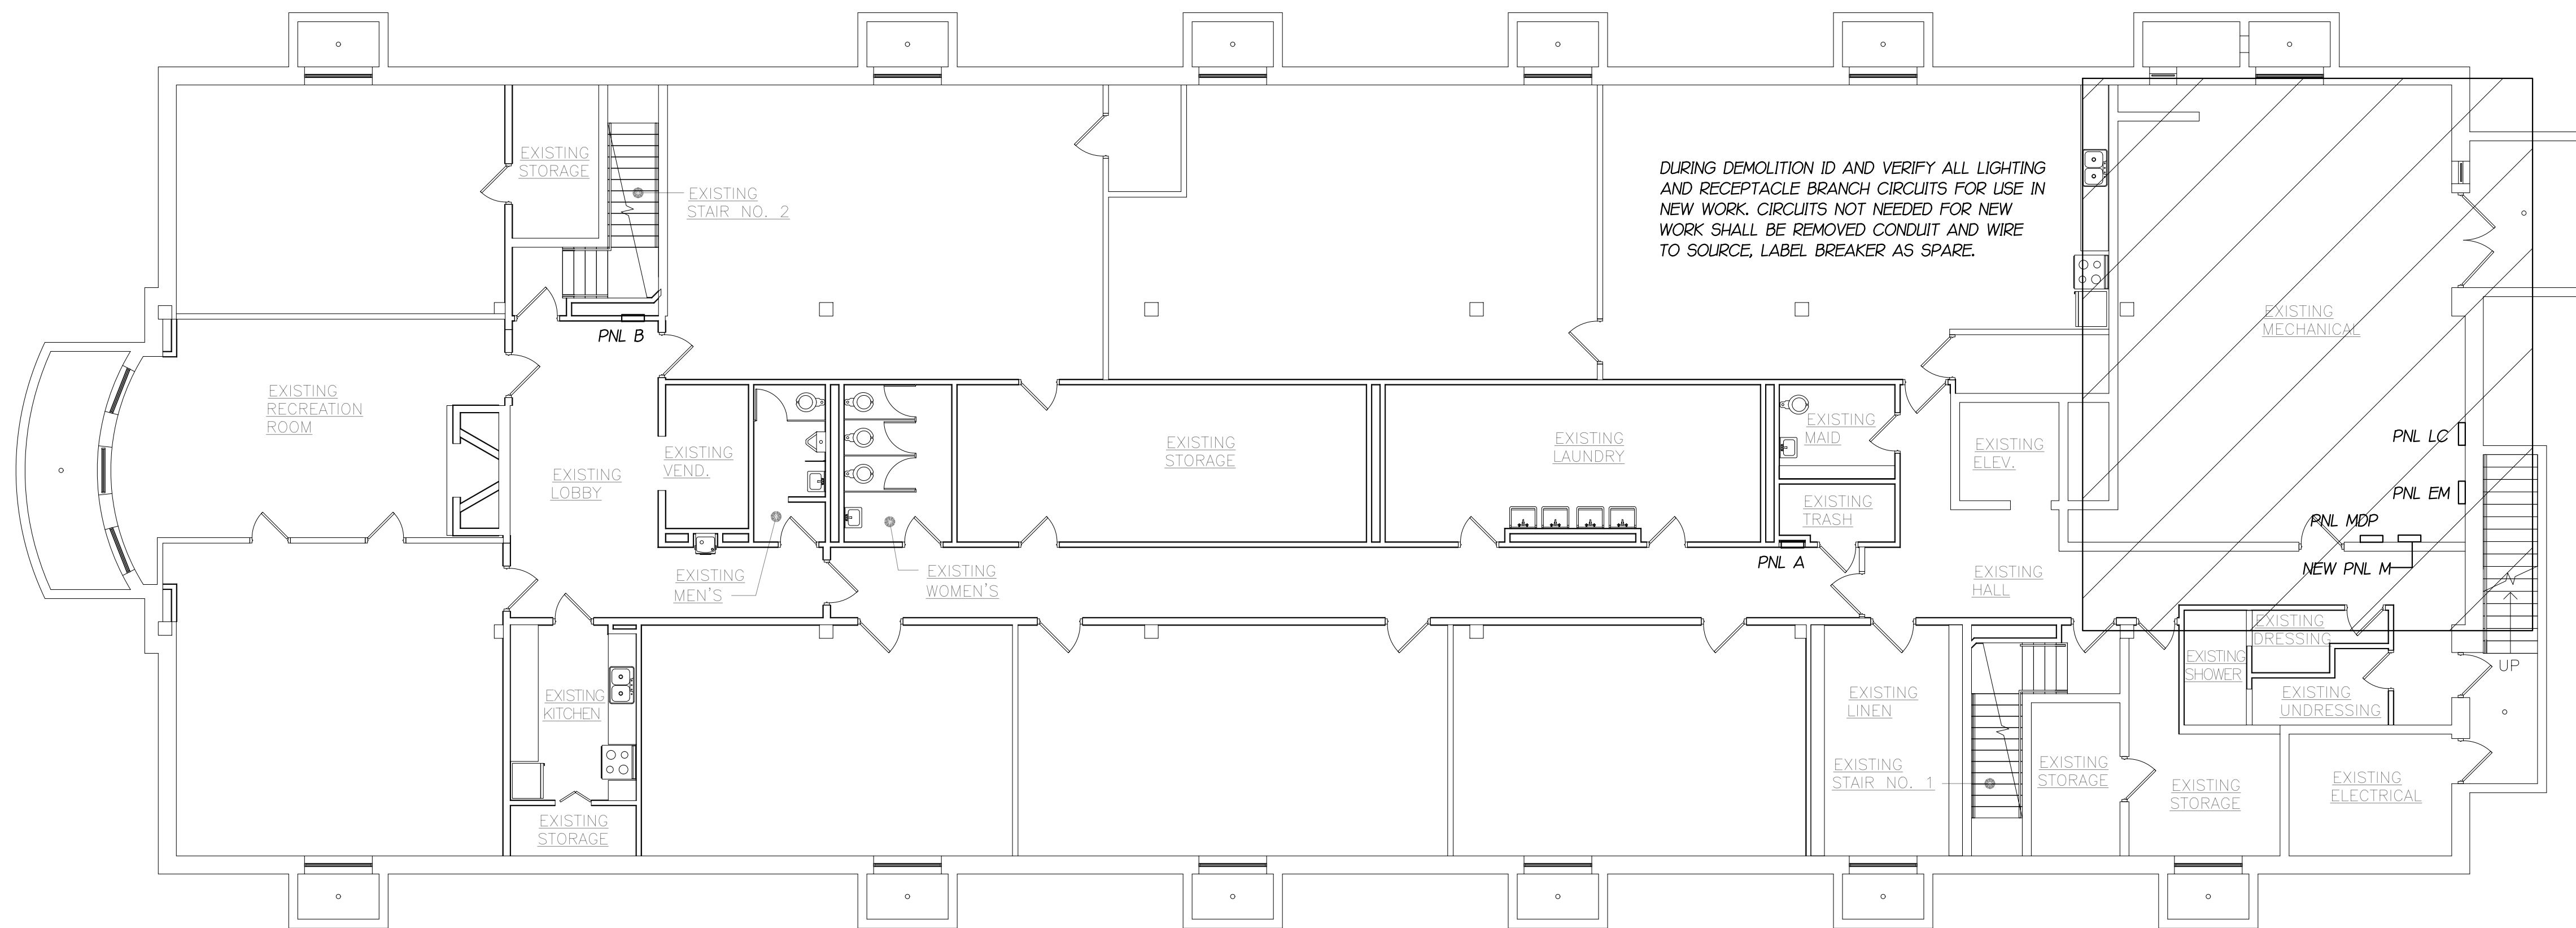 EXISTING
STORAGE
EXISTING
STAIR NO. 2
DURING DEMOLITION ID AND VERIFY ALL LIGHTING
AND RECEPTACLE BRANCH CIRCUITS FOR USE IN
NEW WORK. CIRCUITS NOT NEEDED FOR NEW
WORK SHALL BE REMOVED CONDUIT AND WIRE
TO SOURCE, LABEL BREAKER AS SPARE.
EXISTING
MECHANICAL
PNL B
EXISTING
RECREATION
ROOM
EXISTING
LOBBY
EXISTING
VEND.
EXISTING
STORAGE
EXISTING
LAUNDRY
EXISTING
MAID
EXISTING
TRASH
EXISTING
ELEV.
PNL LC
PNL EM
PNL MDP
NEW PNL M
PNL A
EXISTING
HALL
EXISTING
MEN'S
EXISTING
WOMEN'S
EXISTING
DRESSING
EXISTING
SHOWER
EXISTING
UNDRESSING
UP
EXISTING
KITCHEN
EXISTING
LINEN
EXISTING
STAIR NO. 1
EXISTING
STORAGE
EXISTING
STORAGE
EXISTING
ELECTRICAL
EXISTING
STORAGE